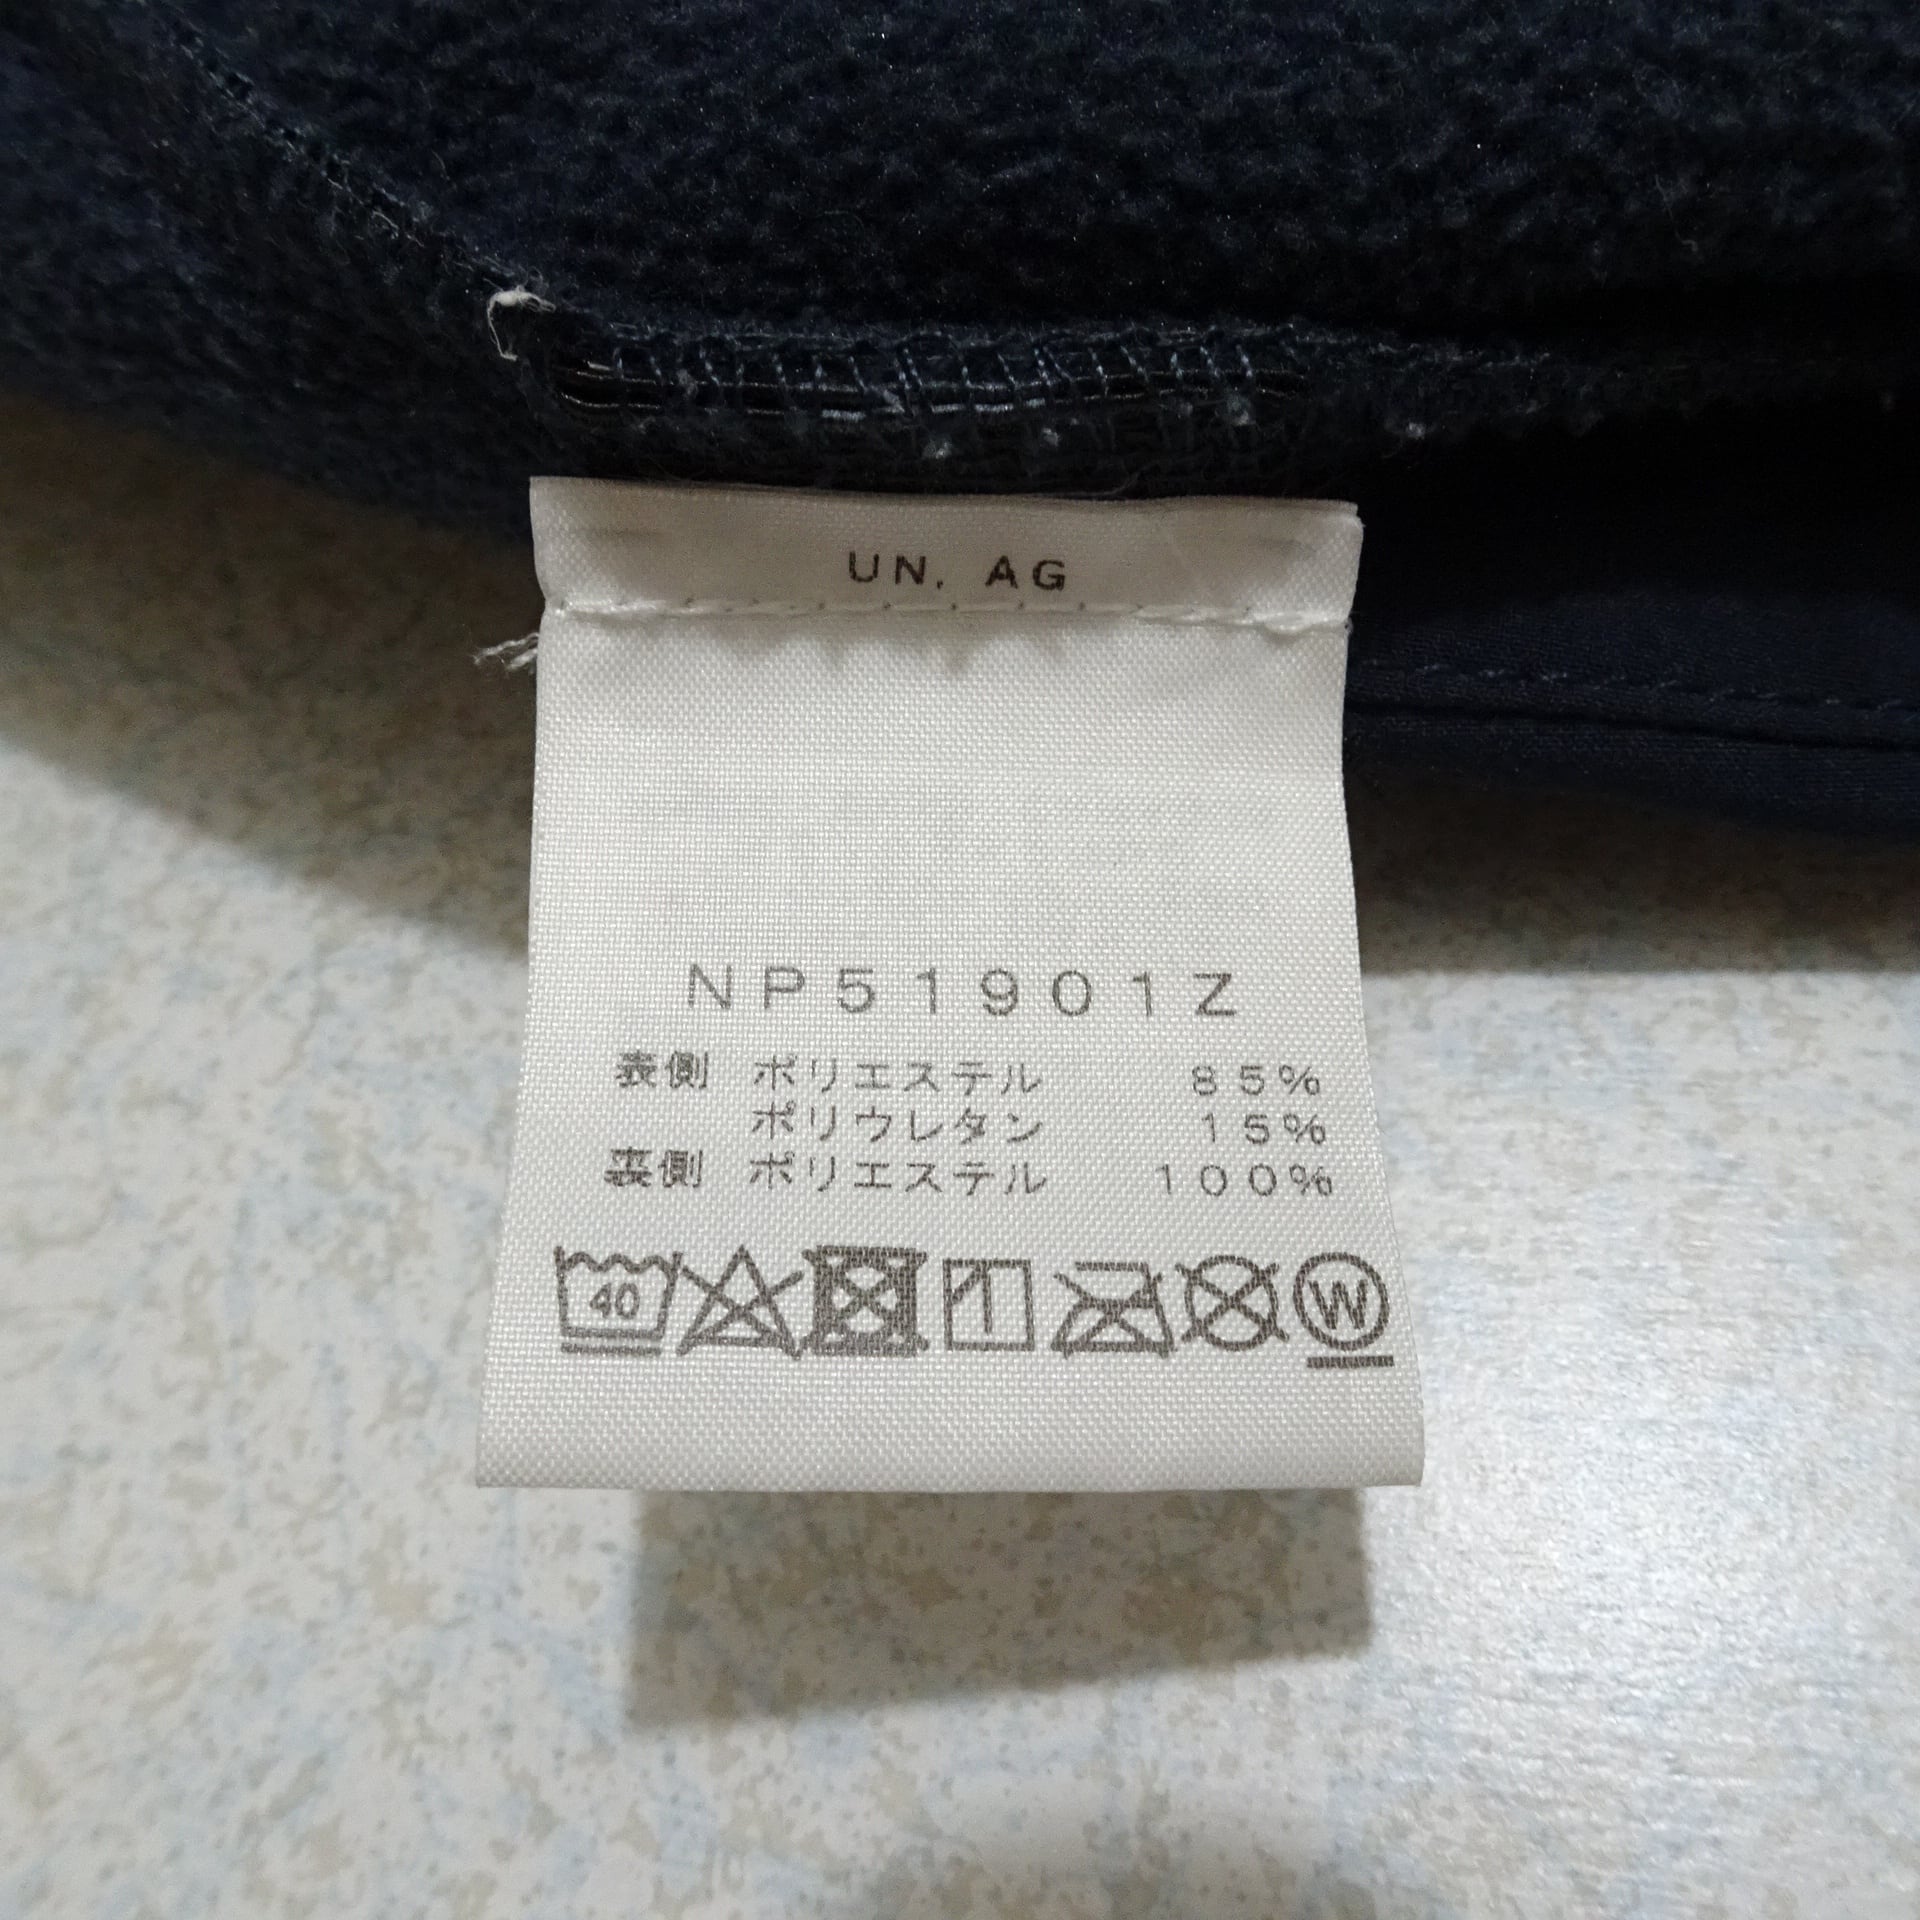 UN. AG
NP51901Z
表側 ポリエステル 85%
ポリウレタン 15%
裏側 ポリエステル 100%
40
W